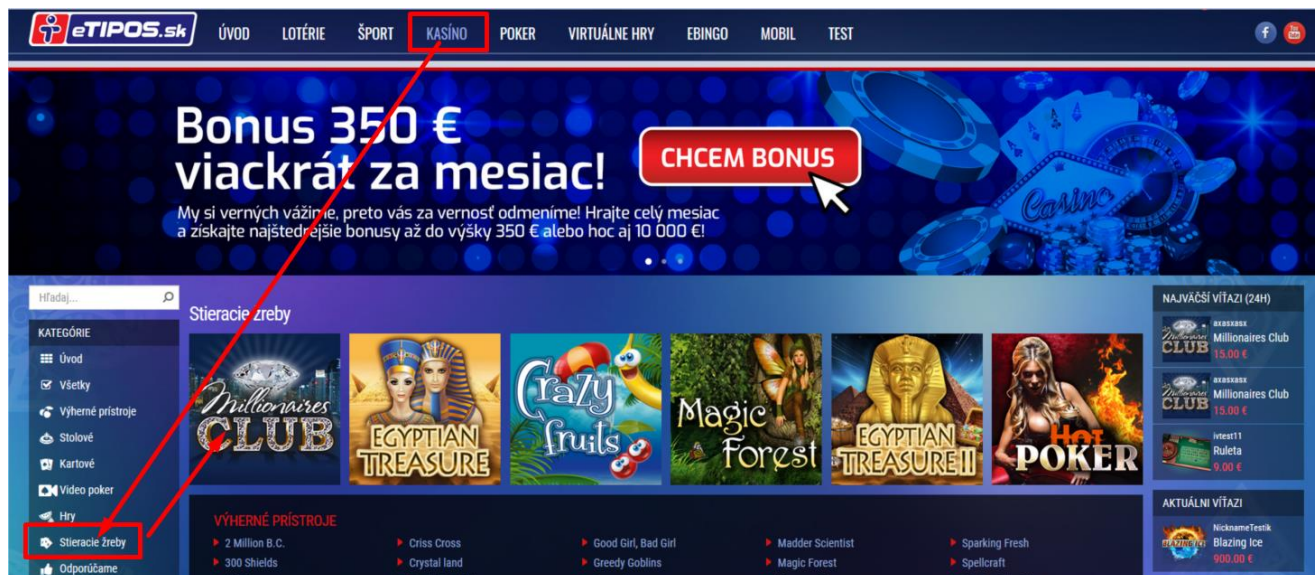 eTIPOS.sk
ÚVOD LOTÉRIE ŠPORT KASÍNO POKER VIRTUÁLNE HRY EBINGO MOBIL TEST
Bonus 350 €
viackrát za mesiac!
CHCEM BONUS
My si verných vážime, preto vás za vernosť odmeníme! Hrajte celý mesiac
a získajte najštedrejšie bonusy až do výšky 350 € alebo hoc aj 10 000 €!
Casino
Hľadaj...
KATEGÓRIE
Úvod
Všetky
Výherné prístroje
Stolové
Kartové
Video poker
Hry
Stieracie žreby
Odporúčame
Stieracie žreby
Millionaires
CLUB
EGYPTIAN
TREASURE
Crazy
fruits
Magic
Forest
EGYPTIAN
TREASURE II
Hot
POKER
VÝHERNÉ PRÍSTROJE
2 Million B.C. Criss Cross Good Girl, Bad Girl Madder Scientist Sparking Fresh
300 Shields Crystal land Greedy Goblins Magic Forest Spellcraft
NAJVÄČŠÍ VÍŤAZI (24H)
axasxasx
Millionaires Club
15.00 €
axasxasx
Millionaires Club
15.00 €
ivtest11
Ruleta
9.00 €
AKTUÁLNI VÍŤAZI
NicknameTestik
Blazing Ice
900.00 €